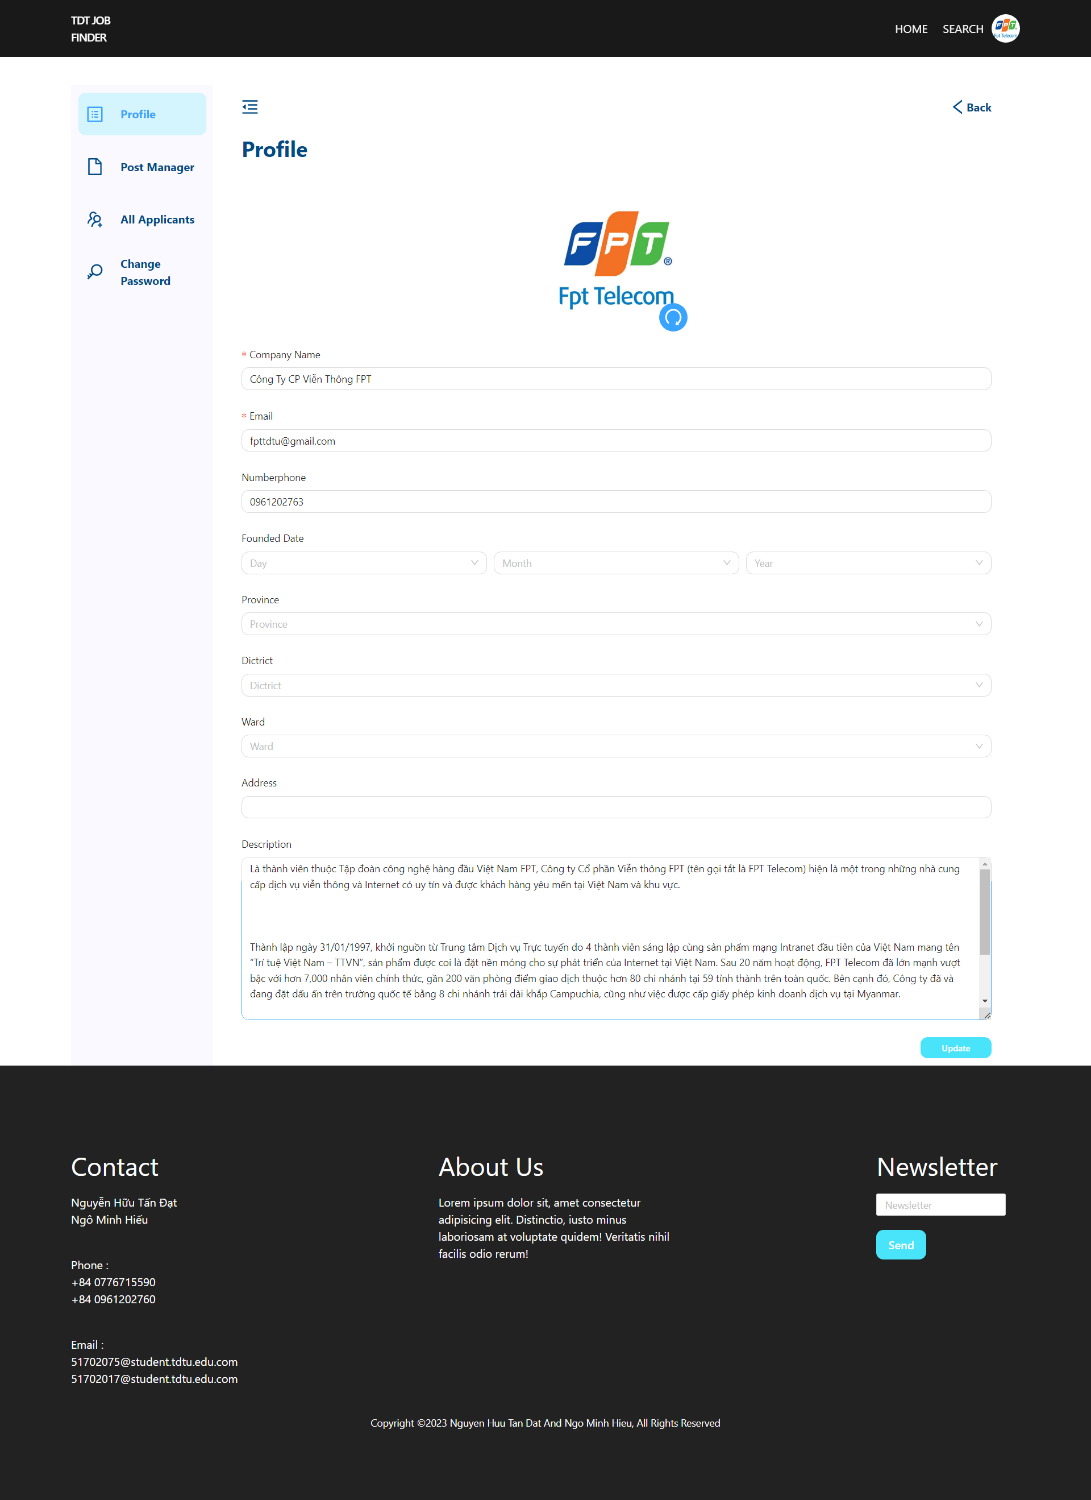 TDT JOB
FINDER
HOME
SEARCH
FPT
Fpt Telecom
Profile
Post Manager
All Applicants
Change
Password
Back
Profile
FPT®
Fpt Telecom
* Company Name
Công Ty CP Viễn Thông FPT
* Email
fpttdtu@gmail.com
Numberphone
0961202763
Founded Date
Day
Month
Year
Province
Province
Dictrict
Dictrict
Ward
Ward
Address
Description
Là thành viên thuộc Tập đoàn công nghệ hàng đầu Việt Nam FPT, Công ty Cổ phần Viễn thông FPT (tên gọi tắt là FPT Telecom) hiện là một trong những nhà cung
cấp dịch vụ viễn thông và Internet có uy tín và được khách hàng yêu mến tại Việt Nam và khu vực.
Thành lập ngày 31/01/1997, khởi nguồn từ Trung tâm Dịch vụ Trực tuyến do 4 thành viên sáng lập cùng sản phẩm mạng Intranet đầu tiên của Việt Nam mang tên
“Trí tuệ Việt Nam – TTVN”, sản phẩm được coi là đặt nền móng cho sự phát triển của Internet tại Việt Nam. Sau 20 năm hoạt động, FPT Telecom đã lớn mạnh vượt
bậc với hơn 7,000 nhân viên chính thức, gần 200 văn phòng điểm giao dịch thuộc hơn 80 chi nhánh tại 59 tỉnh thành trên toàn quốc. Bên cạnh đó, Công ty đã và
đang đặt dấu ấn trên trường quốc tế bằng 8 chi nhánh trải dài khắp Campuchia, cũng như việc được cấp giấy phép kinh doanh dịch vụ tại Myanmar.
Update
Contact
Nguyễn Hữu Tấn Đạt
Ngô Minh Hiếu
Phone :
+84 0776715590
+84 0961202760
Email :
51702075@student.tdtu.edu.com
51702017@student.tdtu.edu.com
About Us
Lorem ipsum dolor sit, amet consectetur
adipisicing elit. Distinctio, iusto minus
laboriosam at voluptate quidem! Veritatis nihil
facilis odio rerum!
Newsletter
Newsletter
Send
Copyright ©2023 Nguyen Huu Tan Dat And Ngo Minh Hieu, All Rights Reserved